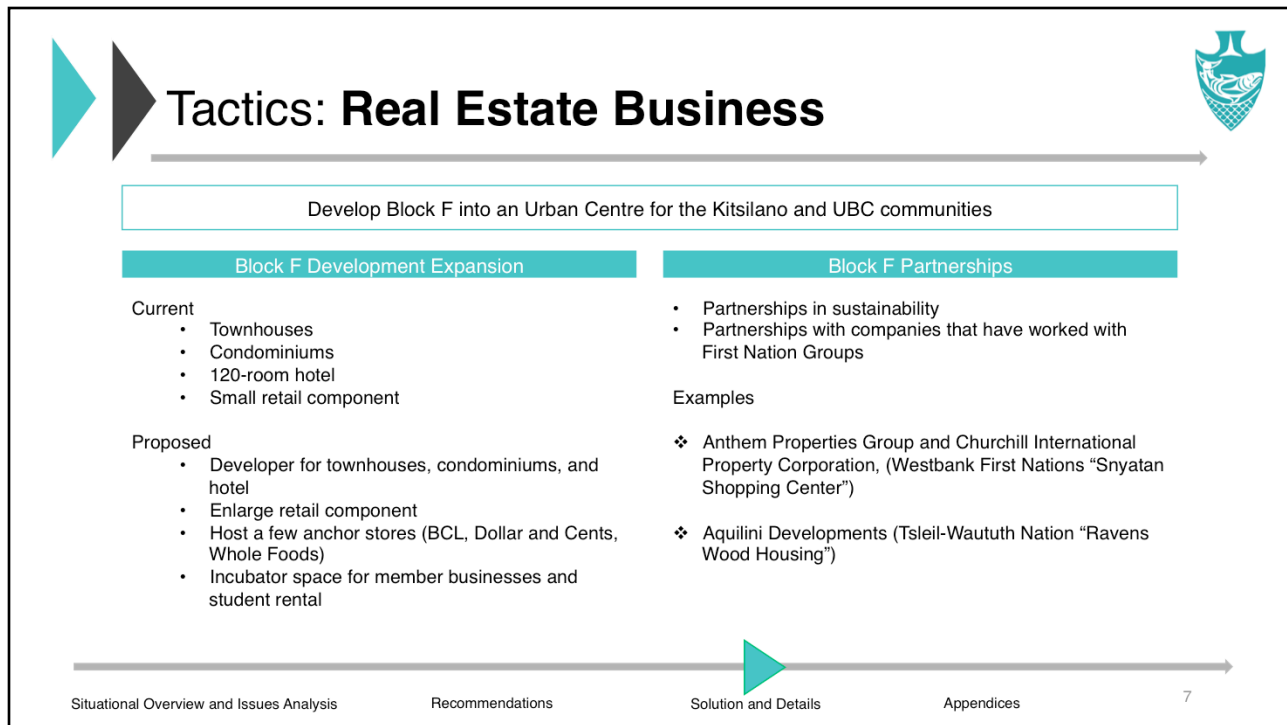 Tactics: Real Estate Business
Develop Block F into an Urban Centre for the Kitsilano and UBC communities
Block F Development Expansion
Current
• Townhouses
• Condominiums
• 120-room hotel
• Small retail component
Proposed
• Developer for townhouses, condominiums, and
hotel
• Enlarge retail component
• Host a few anchor stores (BCL, Dollar and Cents,
Whole Foods)
• Incubator space for member businesses and
student rental
Block F Partnerships
• Partnerships in sustainability
• Partnerships with companies that have worked with
First Nation Groups
Examples
❖ Anthem Properties Group and Churchill International
Property Corporation, (Westbank First Nations “Snyatan
Shopping Center”)
❖ Aquilini Developments (Tsleil-Waututh Nation “Ravens
Wood Housing”)
Situational Overview and Issues Analysis
Recommendations
Solution and Details
Appendices
7